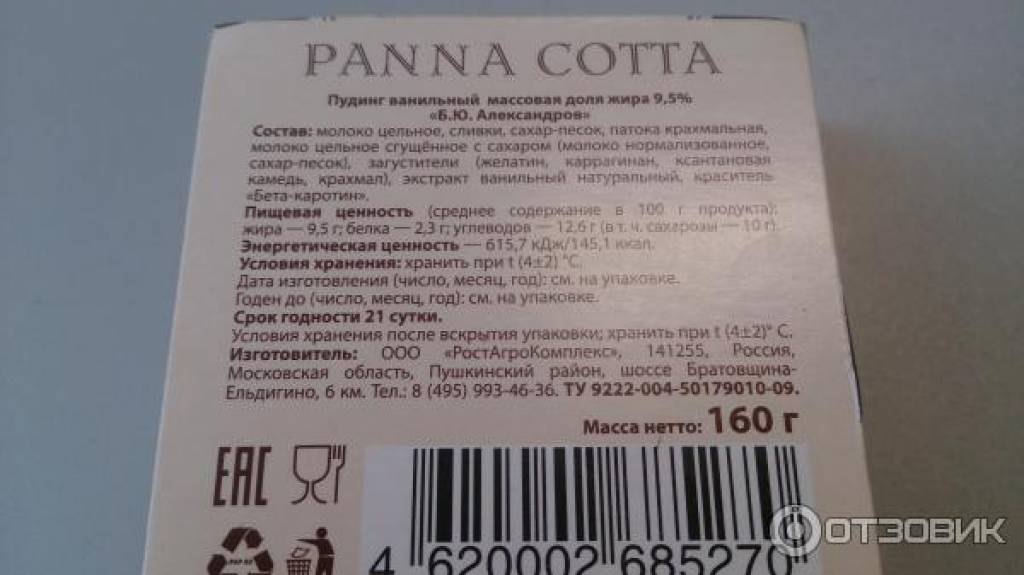 PANNA COTTA
Пудинг ванильный массовая доля жира 9,5%
«Б.Ю. Александров»
Состав: молоко цельное, сливки, сахар-песок, патока крахмальная,
молоко цельное сгущённое с сахаром (молоко нормализованное,
сахар-песок), загустители (желатин, каррагинан, ксантановая
камедь, крахмал), экстракт ванильный натуральный, краситель
«Бета-каротин».
Пищевая ценность (среднее содержание в 100 г продукта):
жира — 9,5 г; белка — 2,3 г; углеводов — 12,6 г (в т. ч. сахарозы — 10 г).
Энергетическая ценность — 615,7 кДж/145,1 ккал.
Условия хранения: хранить при t (4±2) °С.
Дата изготовления (число, месяц, год): см. на упаковке.
Годен до (число, месяц, год): см. на упаковке.
Срок годности 21 сутки.
Условия хранения после вскрытия упаковки: хранить при t (4±2)° С.
Изготовитель: ООО «РостАгроКомплекс», 141255, Россия,
Московская область, Пушкинский район, шоссе Братовщина-
Ельдигино, 6 км. Тел.: 8 (495) 993-46-36. ТУ 9222-004-50179010-09.
Масса нетто: 160 г
EAC
PAP 82
4 620002 685270
ОТЗОВИК